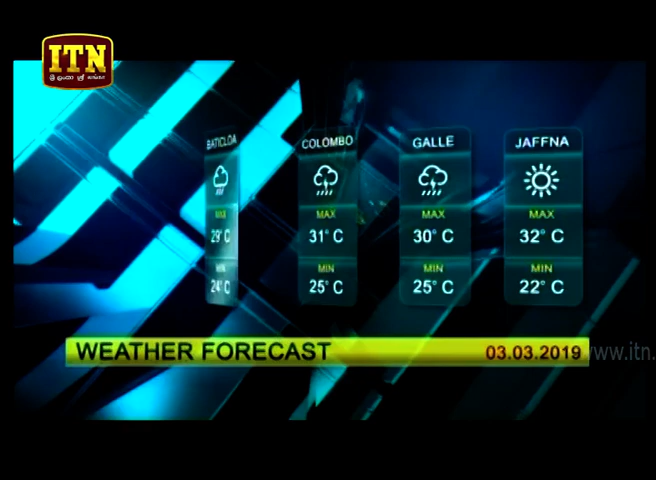 ITN
ශ්‍රී ලංකා ஸ்ரீ லங்கா
BATICLOA
MAX
29° C
MIN
24° C
COLOMBO
MAX
31° C
MIN
25° C
GALLE
MAX
30° C
MIN
25° C
JAFFNA
MAX
32° C
MIN
22° C
WEATHER FORECAST
03.03.2019
www.itn.